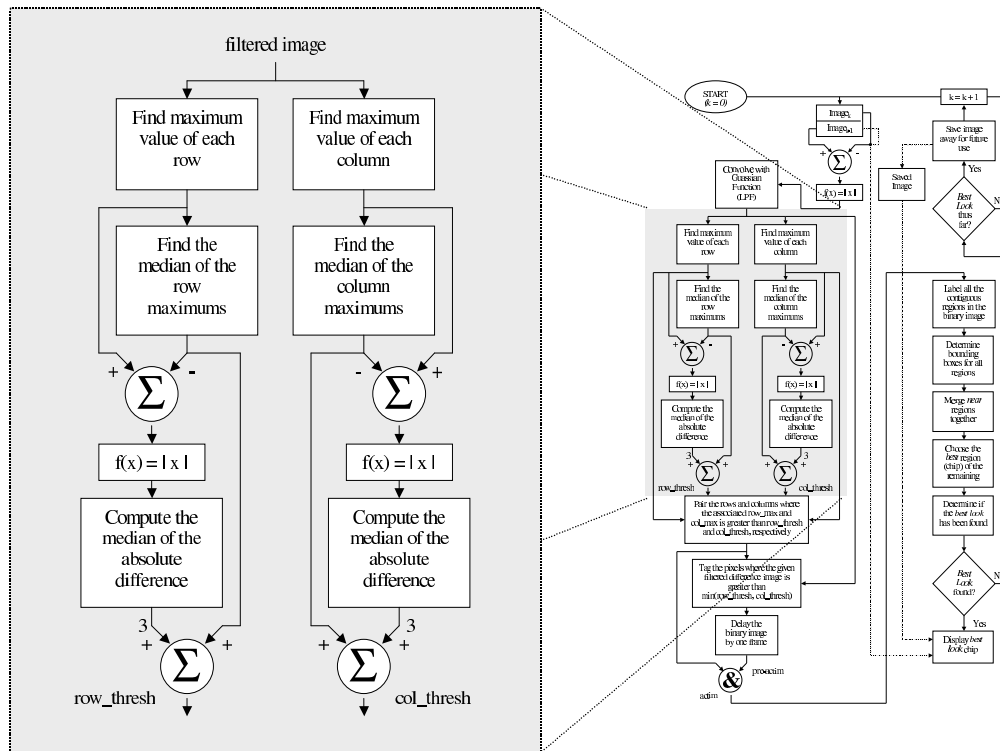 filtered image
Find maximum
value of each
row
Find maximum
value of each
column
Find the
median of the
row
maximums
Find the
median of the
column
maximums
+
-
Σ
-
+
Σ
f(x) = | x |
f(x) = | x |
Compute the
median of the
absolute
difference
Compute the
median of the
absolute
difference
3
+
+
Σ
row_thresh
3
+
+
Σ
col_thresh
START
(k = 0)
Image
Image
+
-
Σ
f(x) = | x |
Convolve with
Guassian
Function
(LPF)
k = k + 1
Save image
away for future
use
Saved
Image
Yes
Best
Look
thus
far?
N
Find maximum
value of each
row
Find maximum
value of each
column
Find the
median of the
row
maximums
Find the
median of the
column
maximums
+
-
Σ
-
+
Σ
f(x) = | x |
f(x) = | x |
Compute the
median of the
absolute
difference
Compute the
median of the
absolute
difference
3
+
+
Σ
row_thresh
3
+
+
Σ
col_thresh
Pair the rows and columns where
the associated row_max and
col_max is greater than row_thresh
and col_thresh, respectively
Tag the pixels where the given
filtered difference image is
greater than
min(row_thresh, col_thresh)
Delay the
binary image
by one frame
&
actim
Label all the
contiguous
regions in the
binary image
Determine
bounding
boxes for all
regions
Merge near
regions
together
Choose the
best region
(chip) of the
remaining
Determine if
the best look
has been
found
Best
Look
found?
N
Yes
Display best
look chip